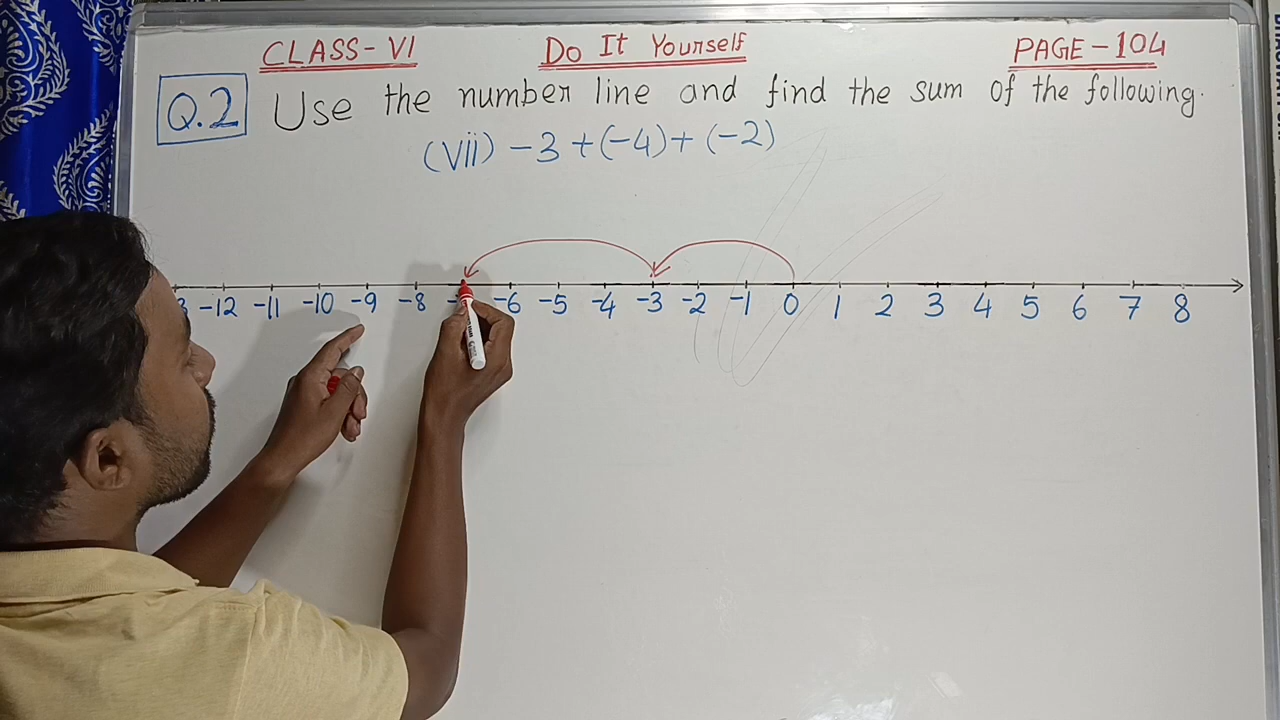 CLASS-VI Do It Yourself PAGE-104
Q.2 Use the number line and find the sum of the following.
(vii) -3 + (-4) + (-2)
-12 -11 -10 -9 -8 -6 -5 -4 -3 -2 -1 0 1 2 3 4 5 6 7 8